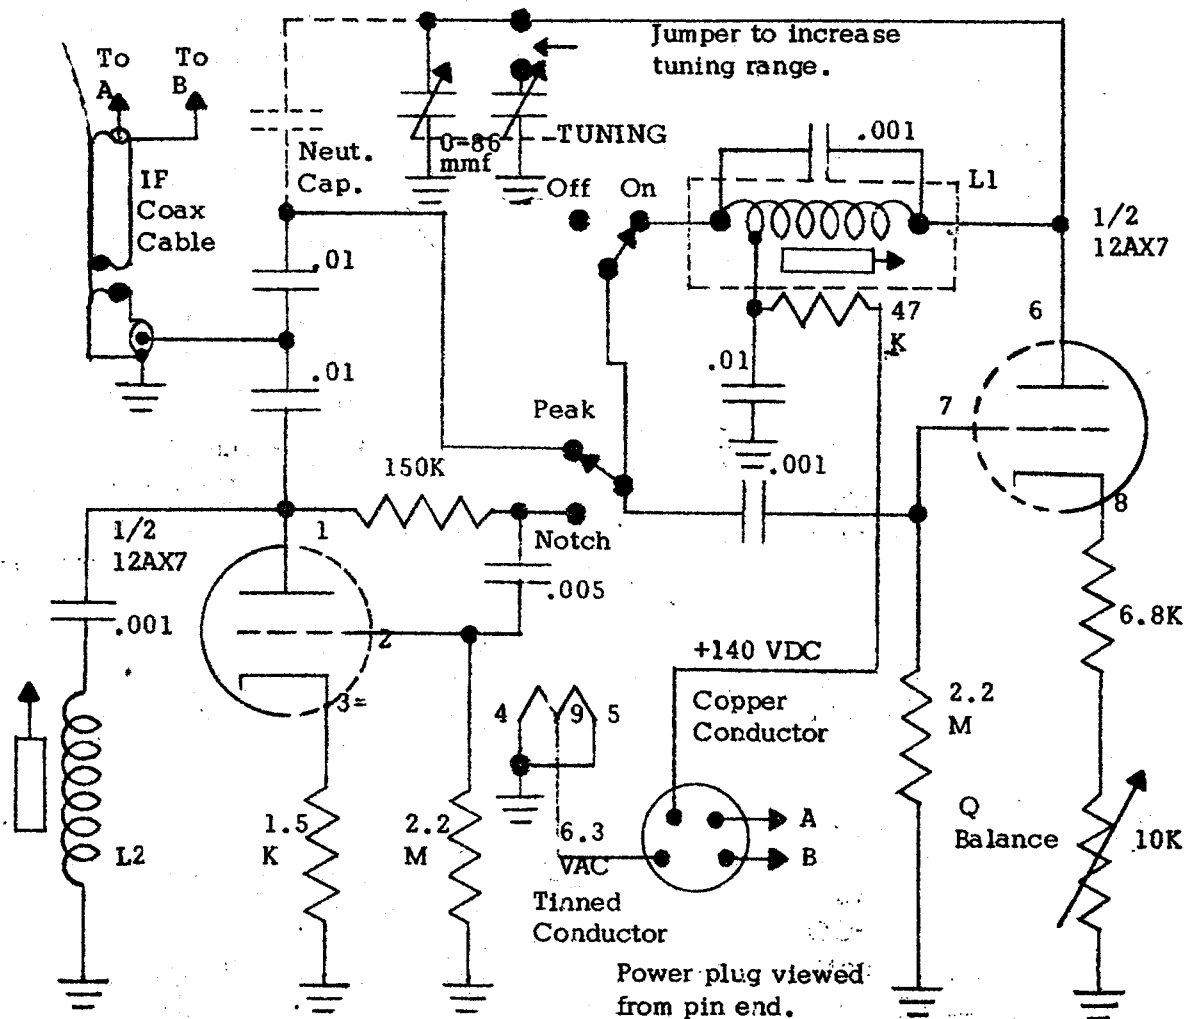 Jumper to increase
tuning range.
To
A
To
B
Neut.
Cap.
0-86
mmf
TUNING
.001
IF
Coax
Cable
Off
On
L1
1/2
12AX7
.01
47
K
6
.01
.01
7
Peak
150K
.001
8
1/2
12AX7
1
Notch
.005
.001
2
6.8K
+140 VDC
3
4
9
5
Copper
Conductor
2.2
M
1.5
K
2.2
M
6.3
VAC
A
B
Q
Balance
10K
L2
Tinned
Conductor
Power plug viewed
from pin end.